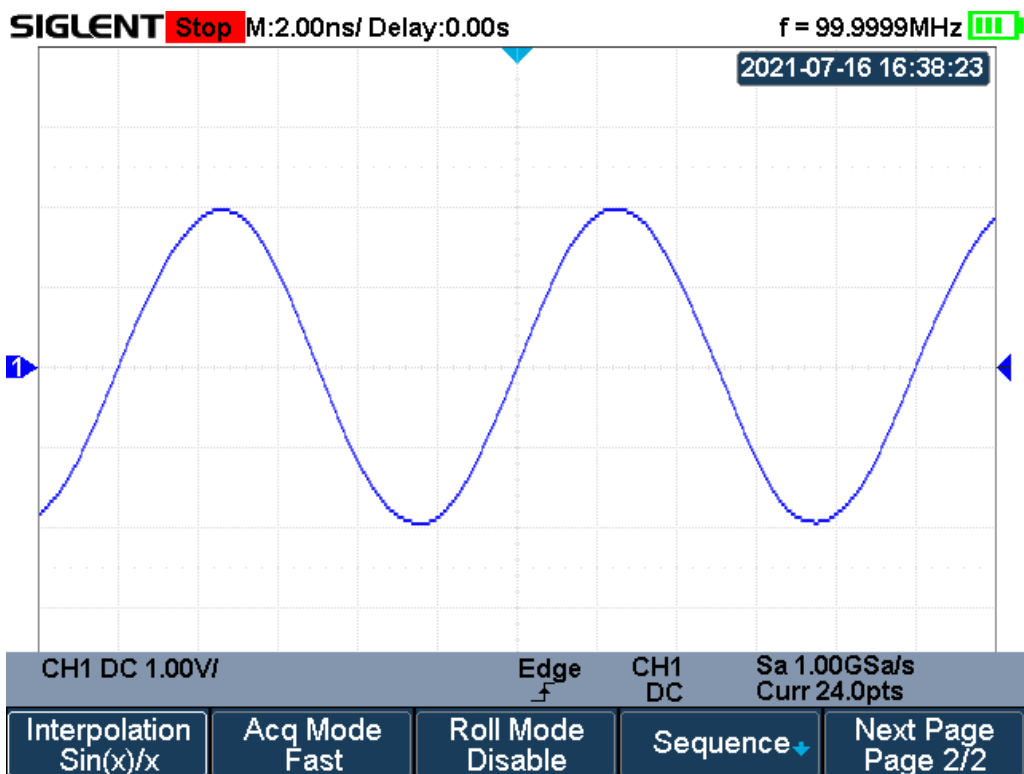 SIGLENT Stop M:2.00ns/ Delay:0.00s f = 99.9999MHz
2021-07-16 16:38:23
1
CH1 DC 1.00V/ Edge CH1 Sa 1.00GSa/s
DC Curr 24.0pts
Interpolation Acq Mode Roll Mode Sequence Next Page
Sin(x)/x Fast Disable Page 2/2